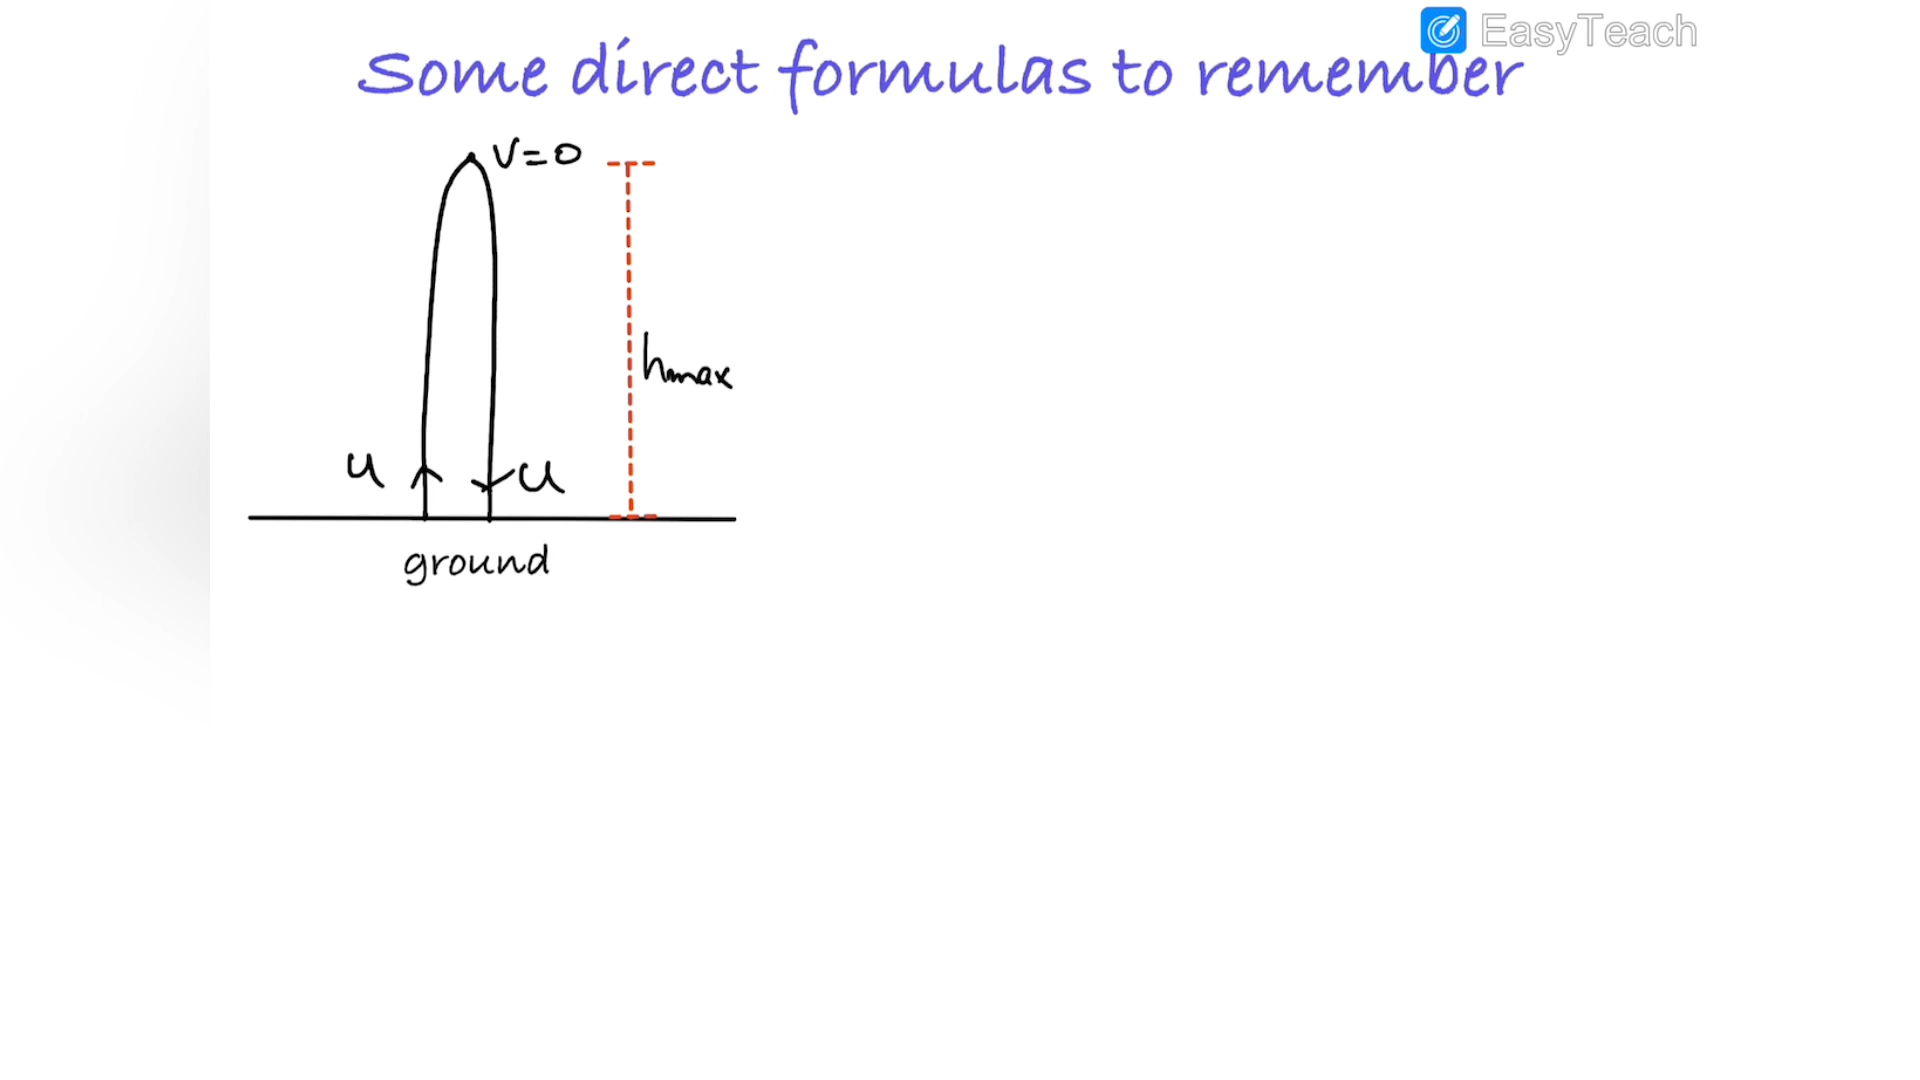 EasyTeach
Some direct formulas to remember
V=0
hmax
u
u
ground